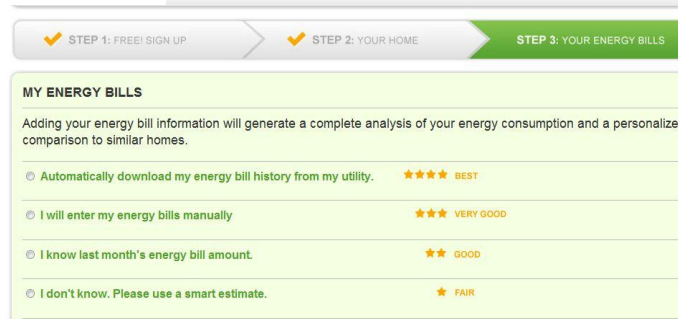 STEP 1: FREE! SIGN UP STEP 2: YOUR HOME STEP 3: YOUR ENERGY BILLS
MY ENERGY BILLS
Adding your energy bill information will generate a complete analysis of your energy consumption and a personalize
comparison to similar homes.
Automatically download my energy bill history from my utility. BEST
I will enter my energy bills manually VERY GOOD
I know last month's energy bill amount. GOOD
I don't know. Please use a smart estimate. FAIR